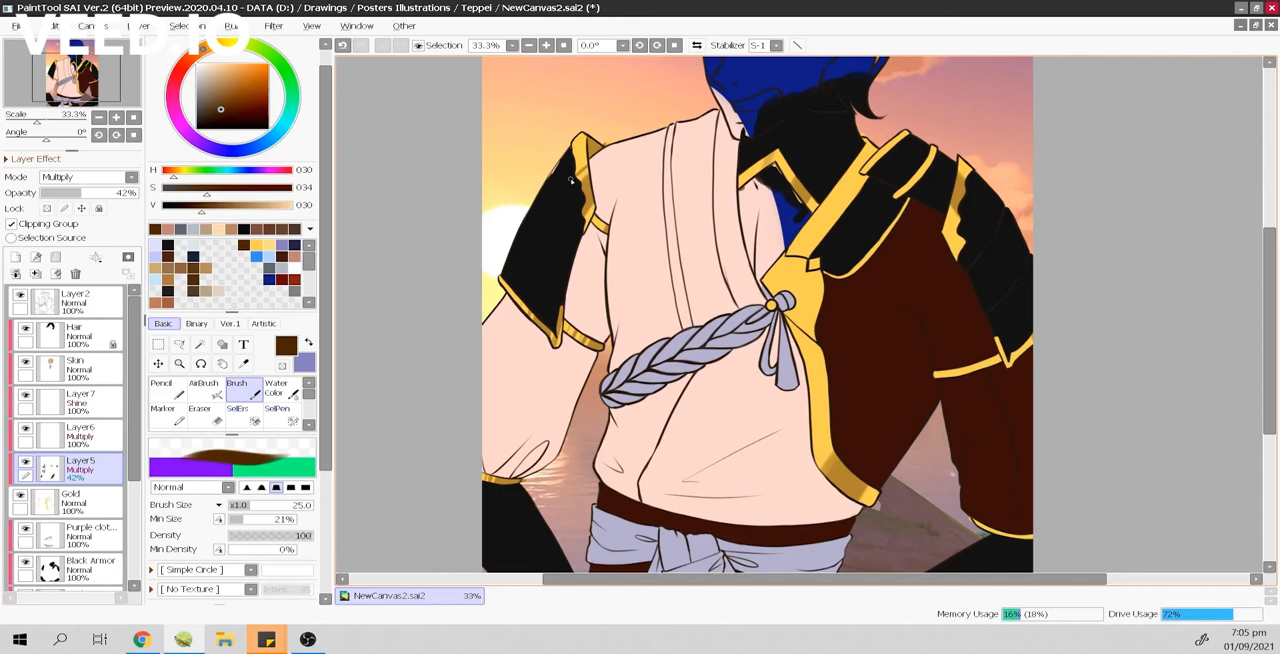 PaintTool SAI Ver.2 (64bit) Preview.2020.04.10 - DATA (D:) / Drawings / Posters Illustrations / Teppei / NewCanvas2.sai2 (*)
VEED.IO
Filter
View
Window
Other
Selection
33.3%
0.0°
Stabilizer
S-1
Scale
33.3%
Angle
0°
Layer Effect
Mode
Multiply
Opacity
42%
Lock
Clipping Group
Selection Source
H
030
S
034
V
030
Layer2
Normal
100%
Hair
Normal
100%
Skin
Normal
100%
Layer7
Shine
100%
Layer6
Multiply
100%
Layer5
Multiply
42%
Gold
Normal
100%
Purple clot...
Normal
100%
Black Armor
Normal
100%
Basic
Binary
Ver.1
Artistic
T
Pencil
AirBrush
Brush
Water
Color
Marker
Eraser
SelErs
SelPen
Normal
Brush Size
x1.0
25.0
Min Size
21%
Density
100
Min Density
0%
[ Simple Circle ]
[ No Texture ]
NewCanvas2.sai2
33%
Memory Usage
16% (18%)
Drive Usage
72%
7:05 pm
01/09/2021